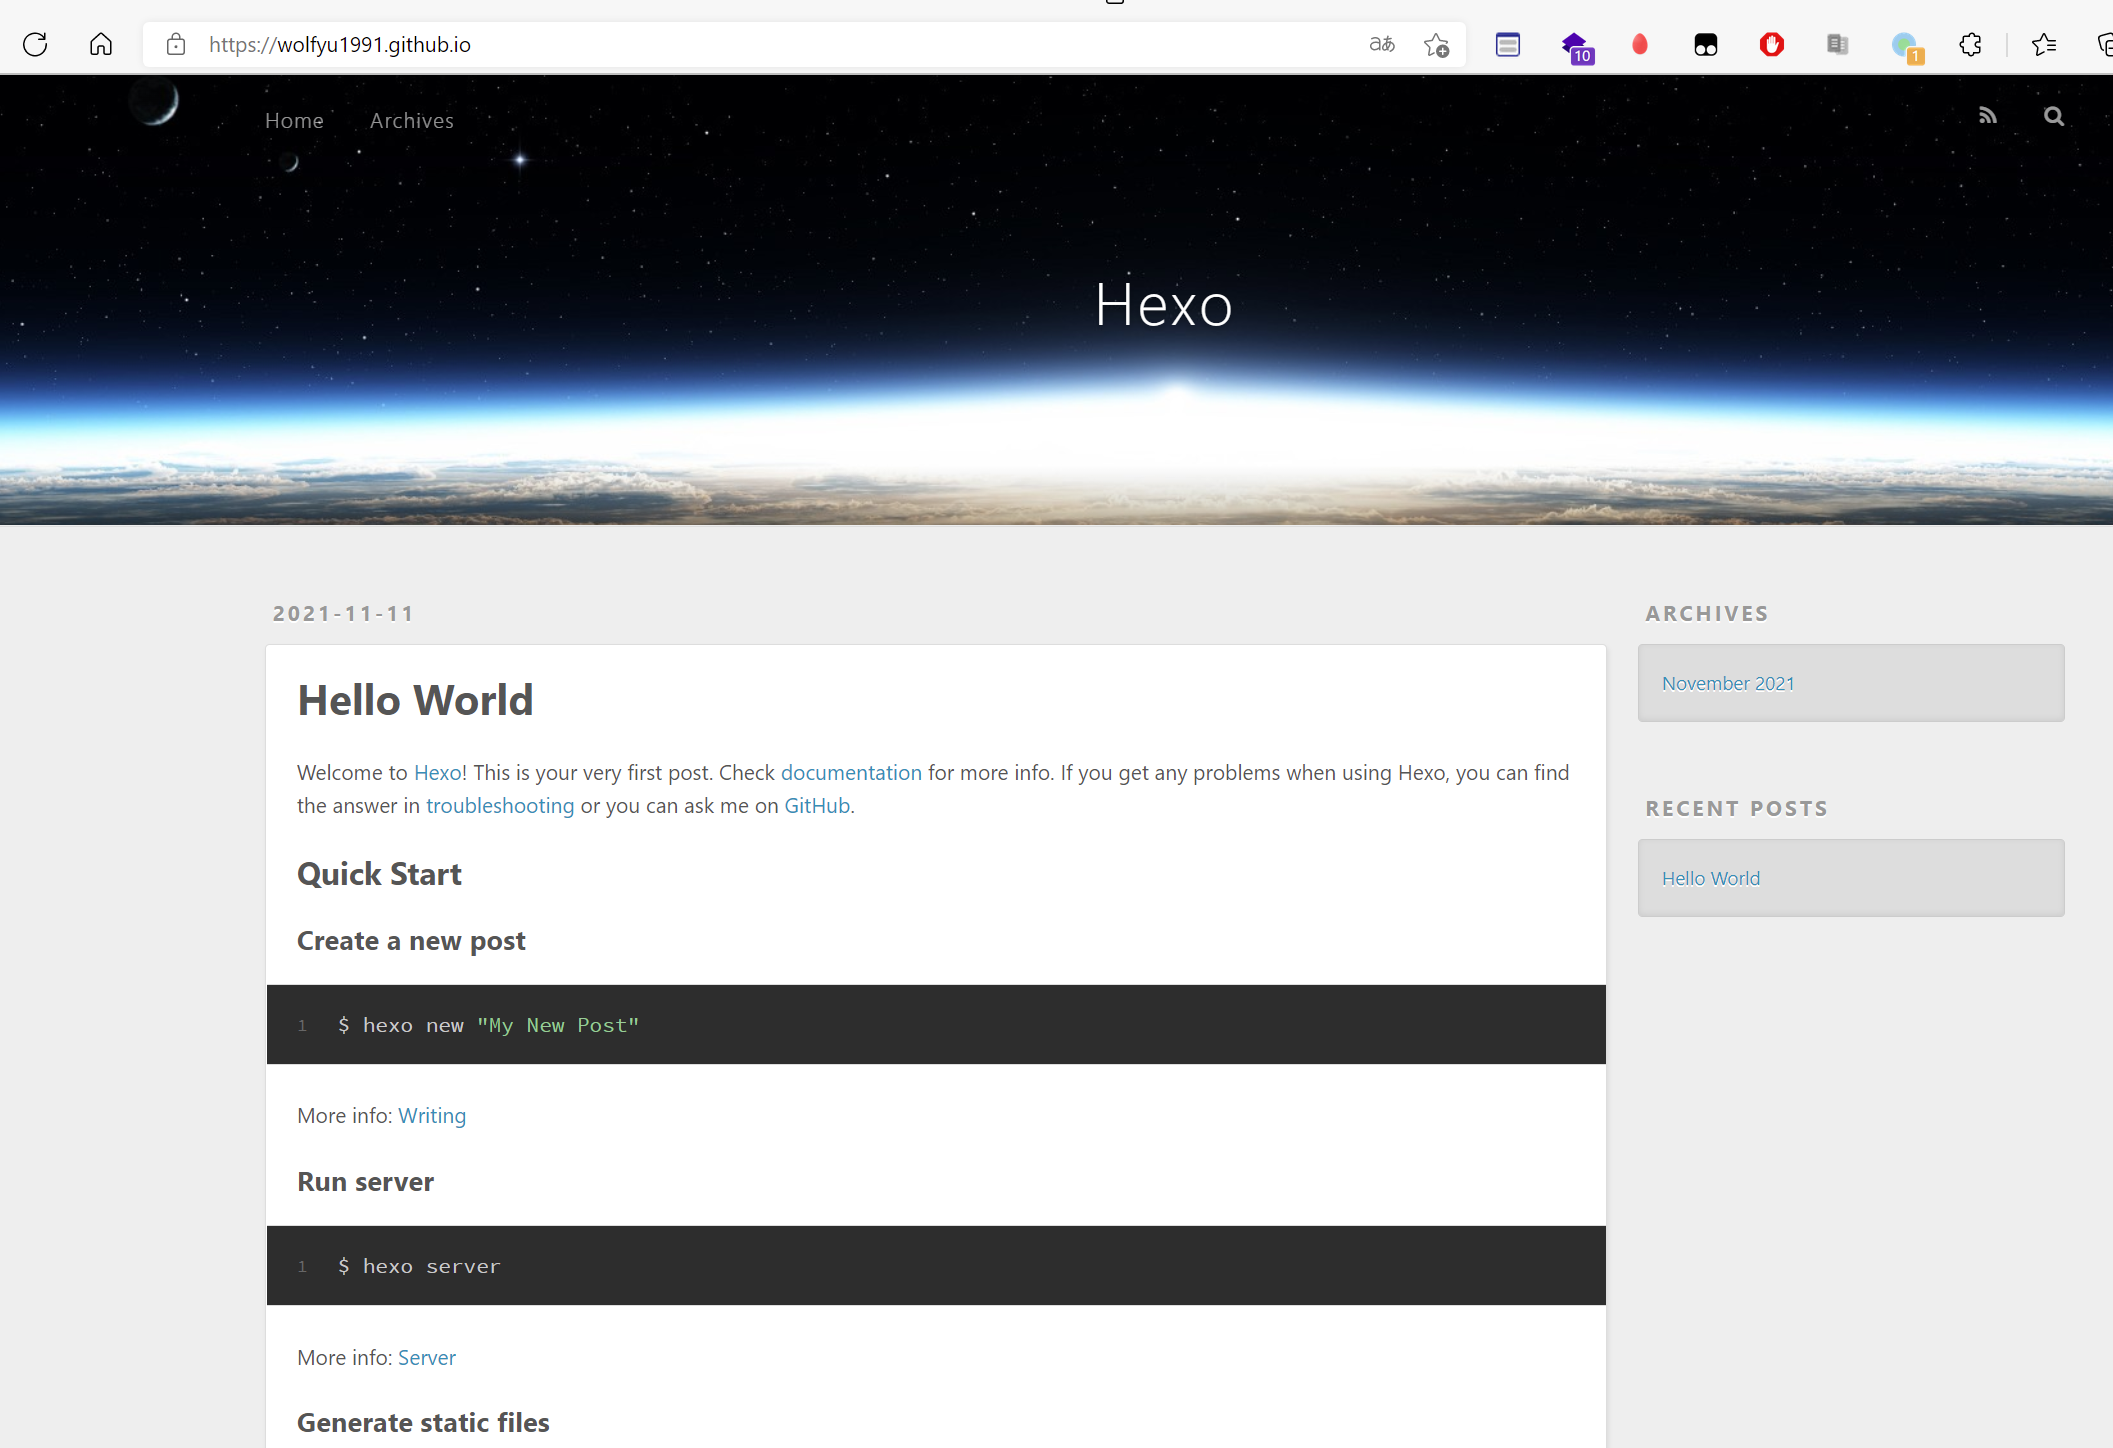 https://wolfyu1991.github.io
aあ
10
1
Home Archives
Hexo
2021-11-11
Hello World
Welcome to Hexo! This is your very first post. Check documentation for more info. If you get any problems when using Hexo, you can find
the answer in troubleshooting or you can ask me on GitHub.
Quick Start
Create a new post
1 $ hexo new "My New Post"
More info: Writing
Run server
1 $ hexo server
More info: Server
Generate static files
ARCHIVES
November 2021
RECENT POSTS
Hello World